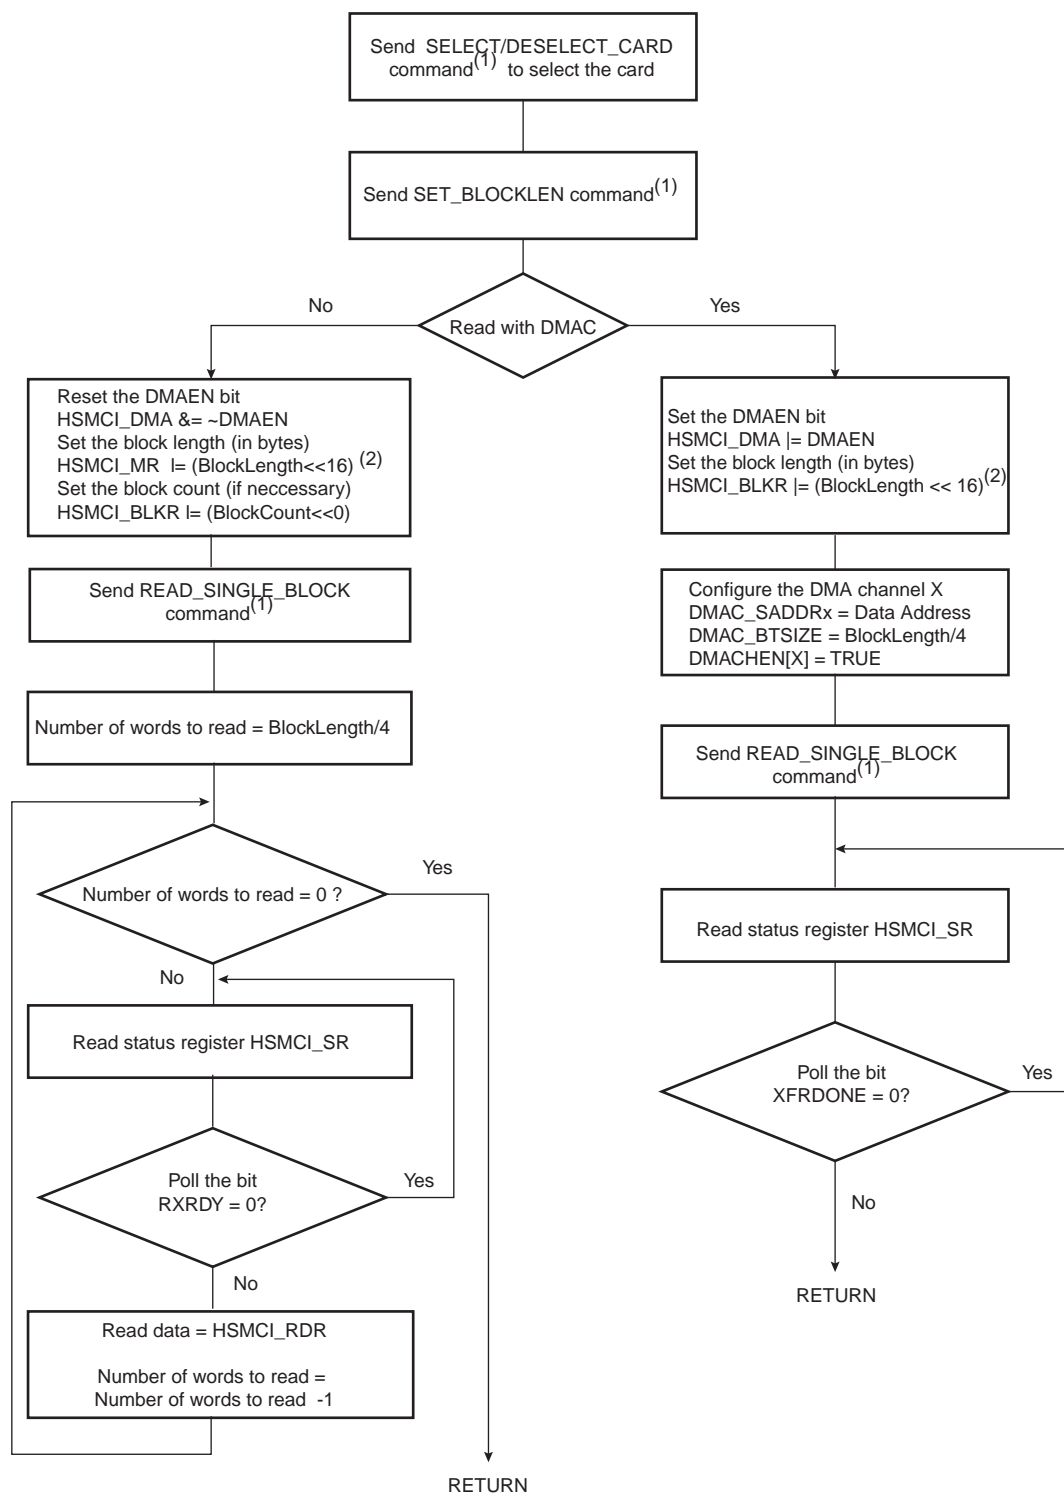 Send SELECT/DESELECT_CARD
command(1) to select the card
Send SET_BLOCKLEN command(1)
No
Read with DMAC
Yes
Reset the DMAEN bit
HSMCI_DMA &= ~DMAEN
Set the block length (in bytes)
HSMCI_MR l= (BlockLength<<16) (2)
Set the block count (if neccessary)
HSMCI_BLKR l= (BlockCount<<0)
Send READ_SINGLE_BLOCK
command(1)
Number of words to read = BlockLength/4
Number of words to read = 0 ?
Yes
No
Read status register HSMCI_SR
Poll the bit
RXRDY = 0?
Yes
No
Read data = HSMCI_RDR
Number of words to read =
Number of words to read -1
RETURN
Set the DMAEN bit
HSMCI_DMA |= DMAEN
Set the block length (in bytes)
HSMCI_BLKR |= (BlockLength << 16)(2)
Configure the DMA channel X
DMAC_SADDRx = Data Address
DMAC_BTSIZE = BlockLength/4
DMACHEN[X] = TRUE
Send READ_SINGLE_BLOCK
command(1)
Read status register HSMCI_SR
Poll the bit
XFRDONE = 0?
Yes
No
RETURN